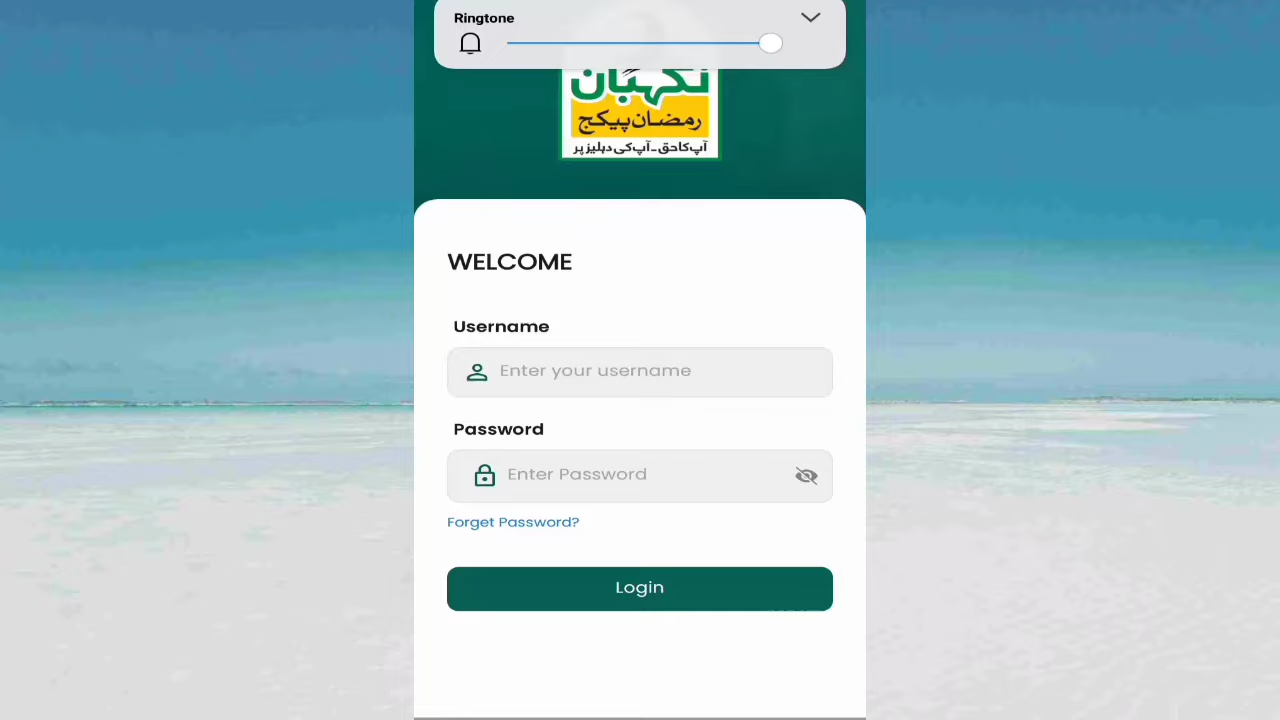 Ringtone
نگہبان
رمضان پیکج
آپ کا حق۔آپ کی دہلیز پر
WELCOME
Username
Enter your username
Password
Enter Password
Forget Password?
Login